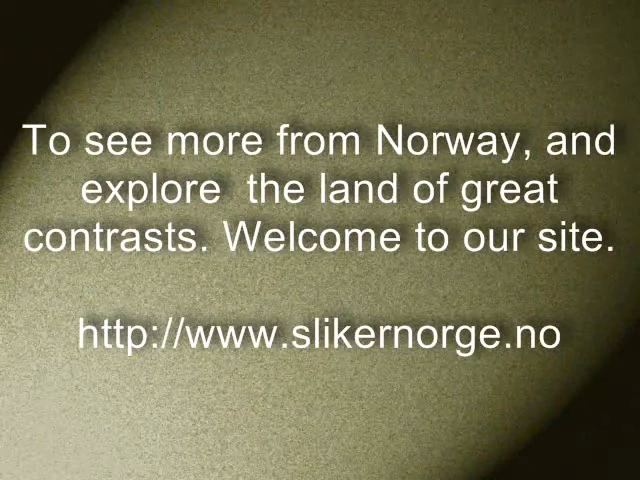 To see more from Norway, and
explore  the land of great
contrasts. Welcome to our site.
http://www.slikernorge.no